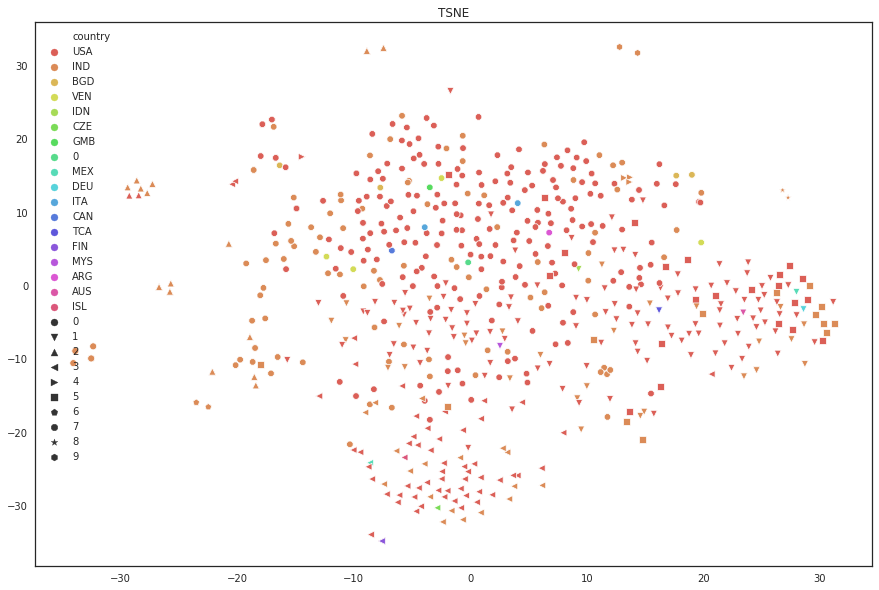 TSNE
country
USA
IND
BGD
VEN
IDN
CZE
GMB
0
MEX
DEU
ITA
CAN
TCA
FIN
MYS
ARG
AUS
ISL
0
1
2
3
4
5
6
7
8
9
30
20
10
0
−10
−20
−30
−30 −20 −10 0 10 20 30